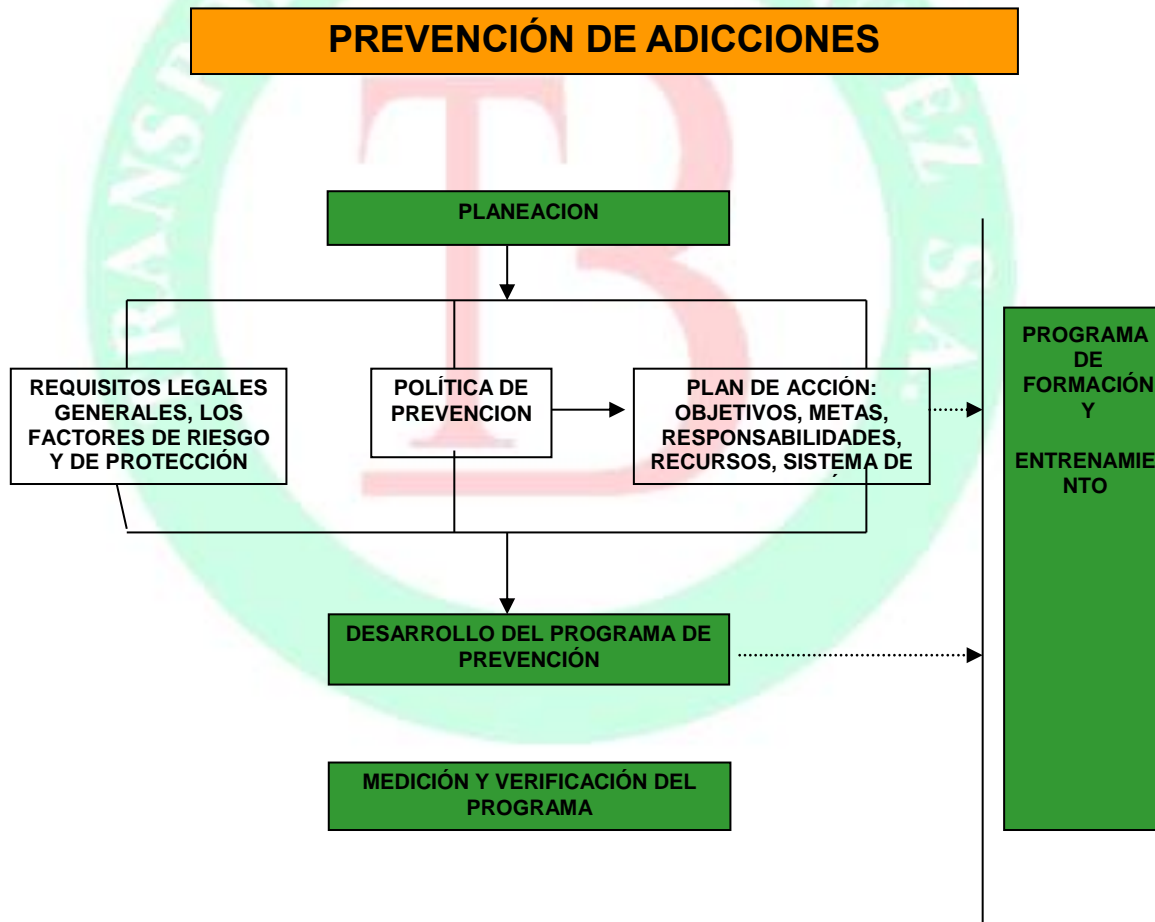 PREVENCIÓN DE ADICCIONES
PLANEACION
REQUISITOS LEGALES
GENERALES, LOS
FACTORES DE RIESGO
Y DE PROTECCIÓN
POLÍTICA DE
PREVENCION
PLAN DE ACCIÓN:
OBJETIVOS, METAS,
RESPONSABILIDADES,
RECURSOS, SISTEMA DE
PROGRAMA
DE
FORMACIÓN
Y
ENTRENAMIE
NTO
DESARROLLO DEL PROGRAMA DE
PREVENCIÓN
MEDICIÓN Y VERIFICACIÓN DEL
PROGRAMA
TB
S.A.